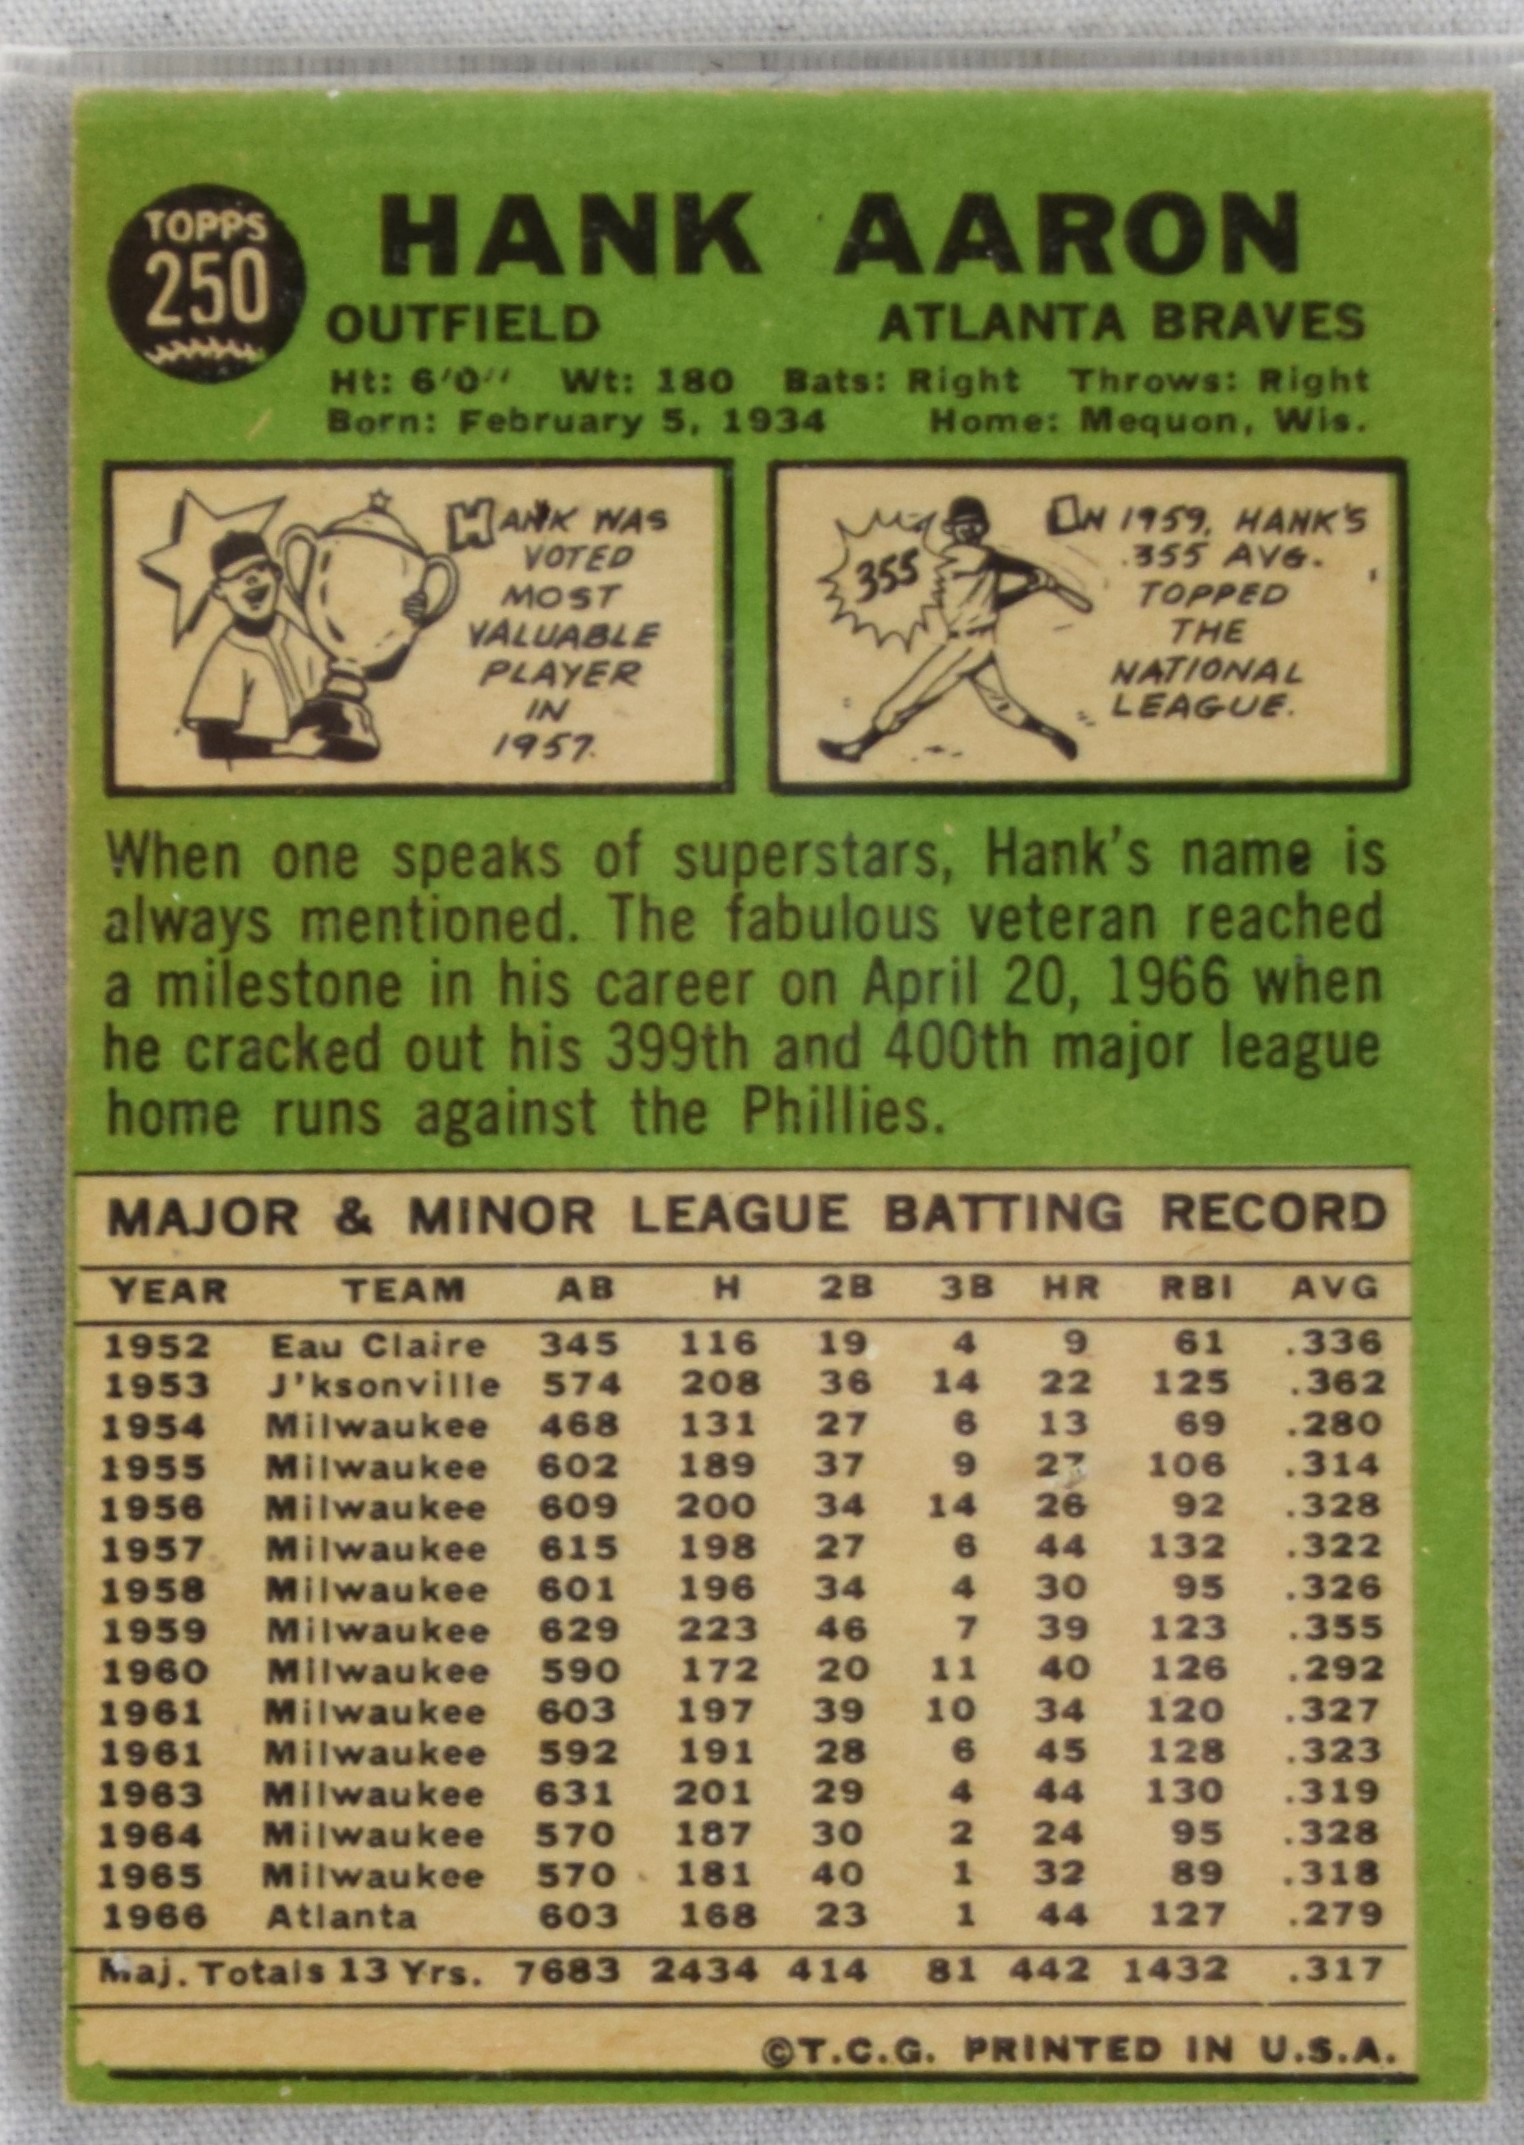 TOPPS
250
HANK AARON
OUTFIELD ATLANTA BRAVES
Ht: 6'0" Wt: 180 Bats: Right Throws: Right
Born: February 5, 1934 Home: Mequon, Wis.
HANK WAS
VOTED
MOST
VALUABLE
PLAYER
IN
1957.
355
IN 1959, HANK'S
.355 AVG.
TOPPED
THE
NATIONAL
LEAGUE.
When one speaks of superstars, Hank's name is
always mentioned. The fabulous veteran reached
a milestone in his career on April 20, 1966 when
he cracked out his 399th and 400th major league
home runs against the Phillies.
MAJOR & MINOR LEAGUE BATTING RECORD
YEAR TEAM AB H 2B 3B HR RBI AVG
1952 Eau Claire 345 116 19 4 9 61 .336
1953 J'ksonville 574 208 36 14 22 125 .362
1954 Milwaukee 468 131 27 6 13 69 .280
1955 Milwaukee 602 189 37 9 27 106 .314
1956 Milwaukee 609 200 34 14 26 92 .328
1957 Milwaukee 615 198 27 6 44 132 .322
1958 Milwaukee 601 196 34 4 30 95 .326
1959 Milwaukee 629 223 46 7 39 123 .355
1960 Milwaukee 590 172 20 11 40 126 .292
1961 Milwaukee 603 197 39 10 34 120 .327
1961 Milwaukee 592 191 28 6 45 128 .323
1963 Milwaukee 631 201 29 4 44 130 .319
1964 Milwaukee 570 187 30 2 24 95 .328
1965 Milwaukee 570 181 40 1 32 89 .318
1966 Atlanta 603 168 23 1 44 127 .279
Maj. Totals 13 Yrs. 7683 2434 414 81 442 1432 .317
©T.C.G. PRINTED IN U.S.A.